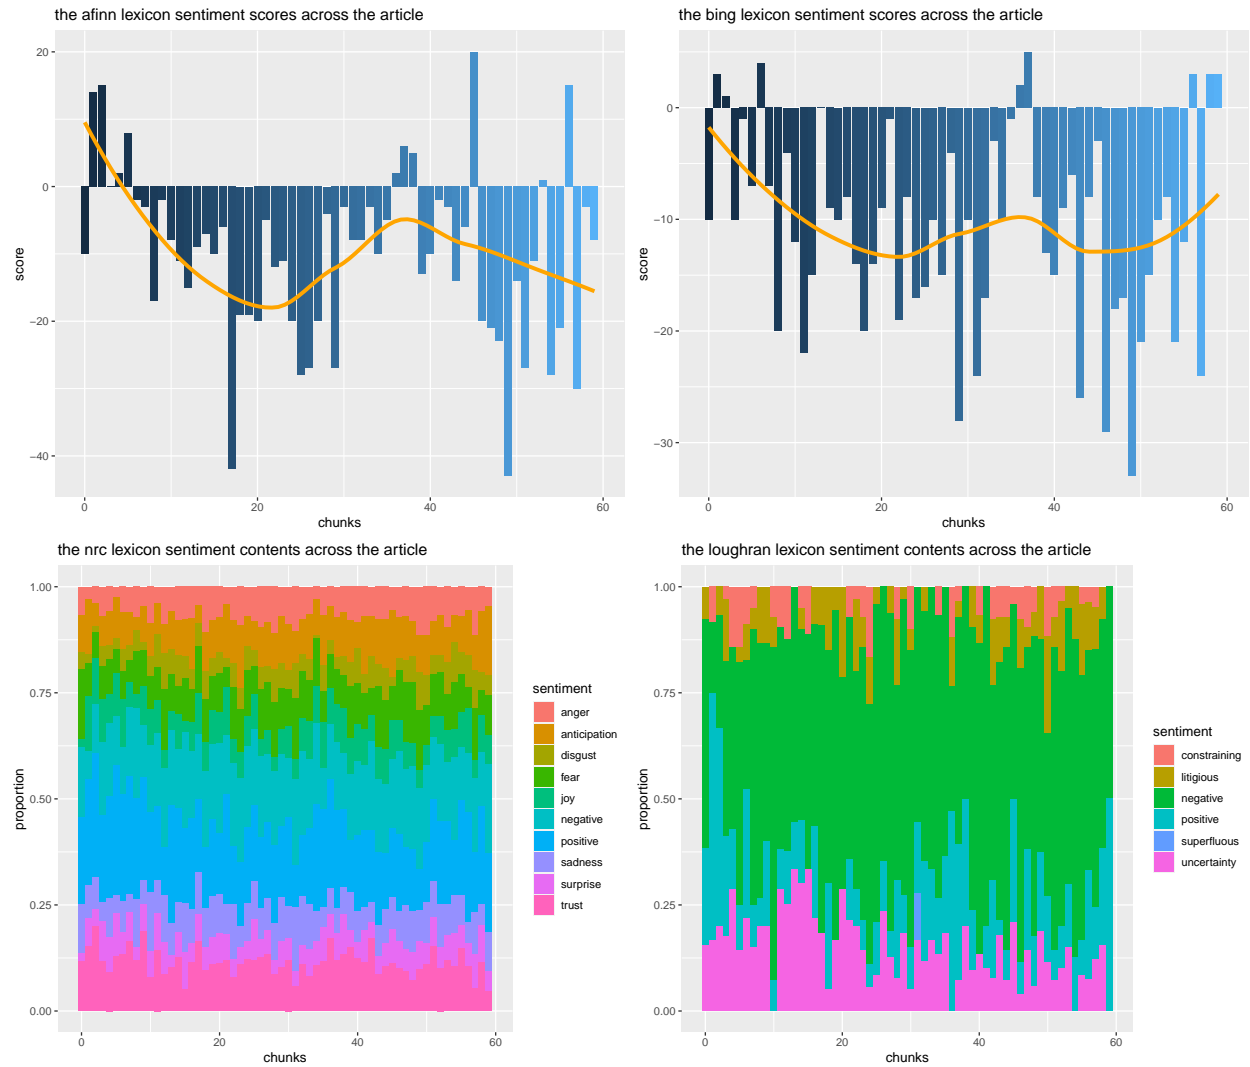 the afinn lexicon sentiment scores across the article
20
0
−20
−40
score
0
20
40
60
chunks
the bing lexicon sentiment scores across the article
0
−10
−20
−30
score
0
20
40
60
chunks
the nrc lexicon sentiment contents across the article
1.00
0.75
0.50
0.25
0.00
proportion
0
20
40
60
chunks
sentiment
anger
anticipation
disgust
fear
joy
negative
positive
sadness
surprise
trust
the loughran lexicon sentiment contents across the article
1.00
0.75
0.50
0.25
0.00
proportion
0
20
40
60
chunks
sentiment
constraining
litigious
negative
positive
superfluous
uncertainty